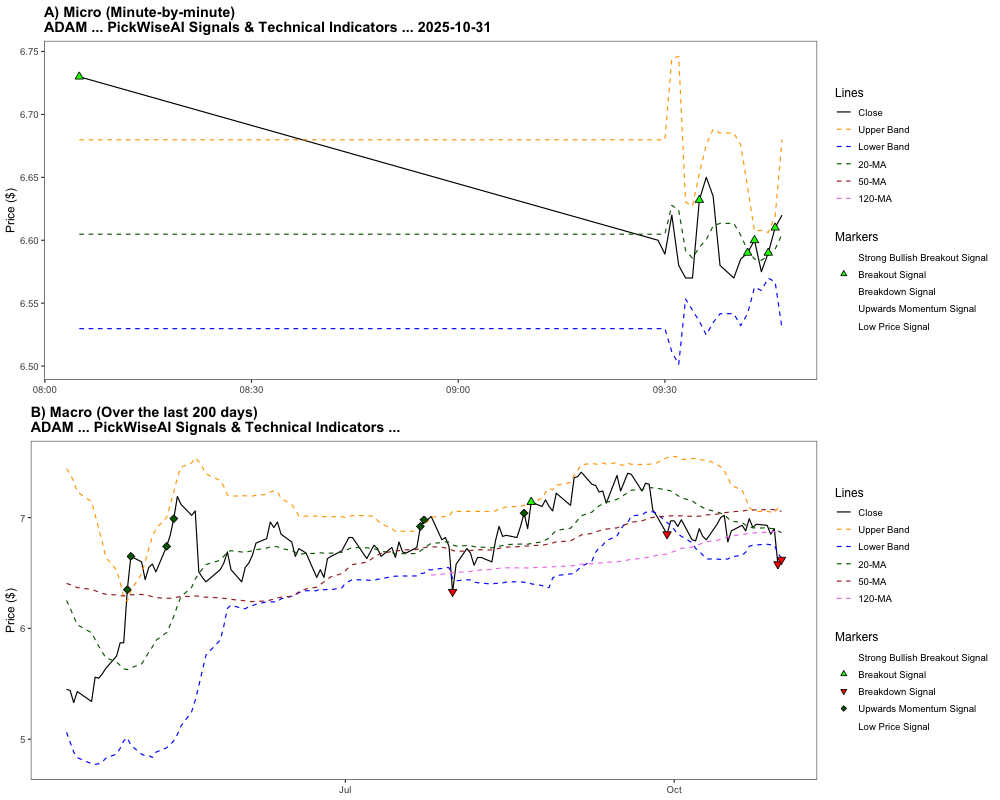 A) Micro (Minute-by-minute)
ADAM ... PickWiseAI Signals & Technical Indicators ... 2025-10-31
6.75
6.70
6.65
6.60
6.55
6.50
Price ($)
08:00
08:30
09:00
09:30
Lines
Close
Upper Band
Lower Band
20-MA
50-MA
120-MA
Markers
Strong Bullish Breakout Signal
Breakout Signal
Breakdown Signal
Upwards Momentum Signal
Low Price Signal
B) Macro (Over the last 200 days)
ADAM ... PickWiseAI Signals & Technical Indicators ...
7
6
5
Price ($)
Jul
Oct
Lines
Close
Upper Band
Lower Band
20-MA
50-MA
120-MA
Markers
Strong Bullish Breakout Signal
Breakout Signal
Breakdown Signal
Upwards Momentum Signal
Low Price Signal